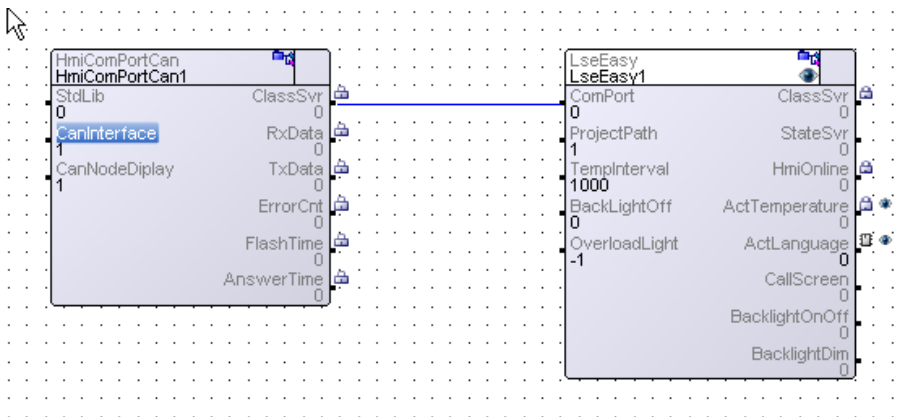 HmiComPortCan
HmiComPortCan1
StdLib ClassSvr
0 0
CanInterface RxData
1 0
CanNodeDiplay TxData
1 0
ErrorCnt
0
FlashTime
0
AnswerTime
0
LseEasy
LseEasy1
ComPort ClassSvr
0 0
ProjectPath StateSvr
1 0
TempInterval HmiOnline
1000 0
BackLightOff ActTemperature
0 0
OverloadLight ActLanguage
-1 0
CallScreen
0
BacklightOnOff
0
BacklightDim
0